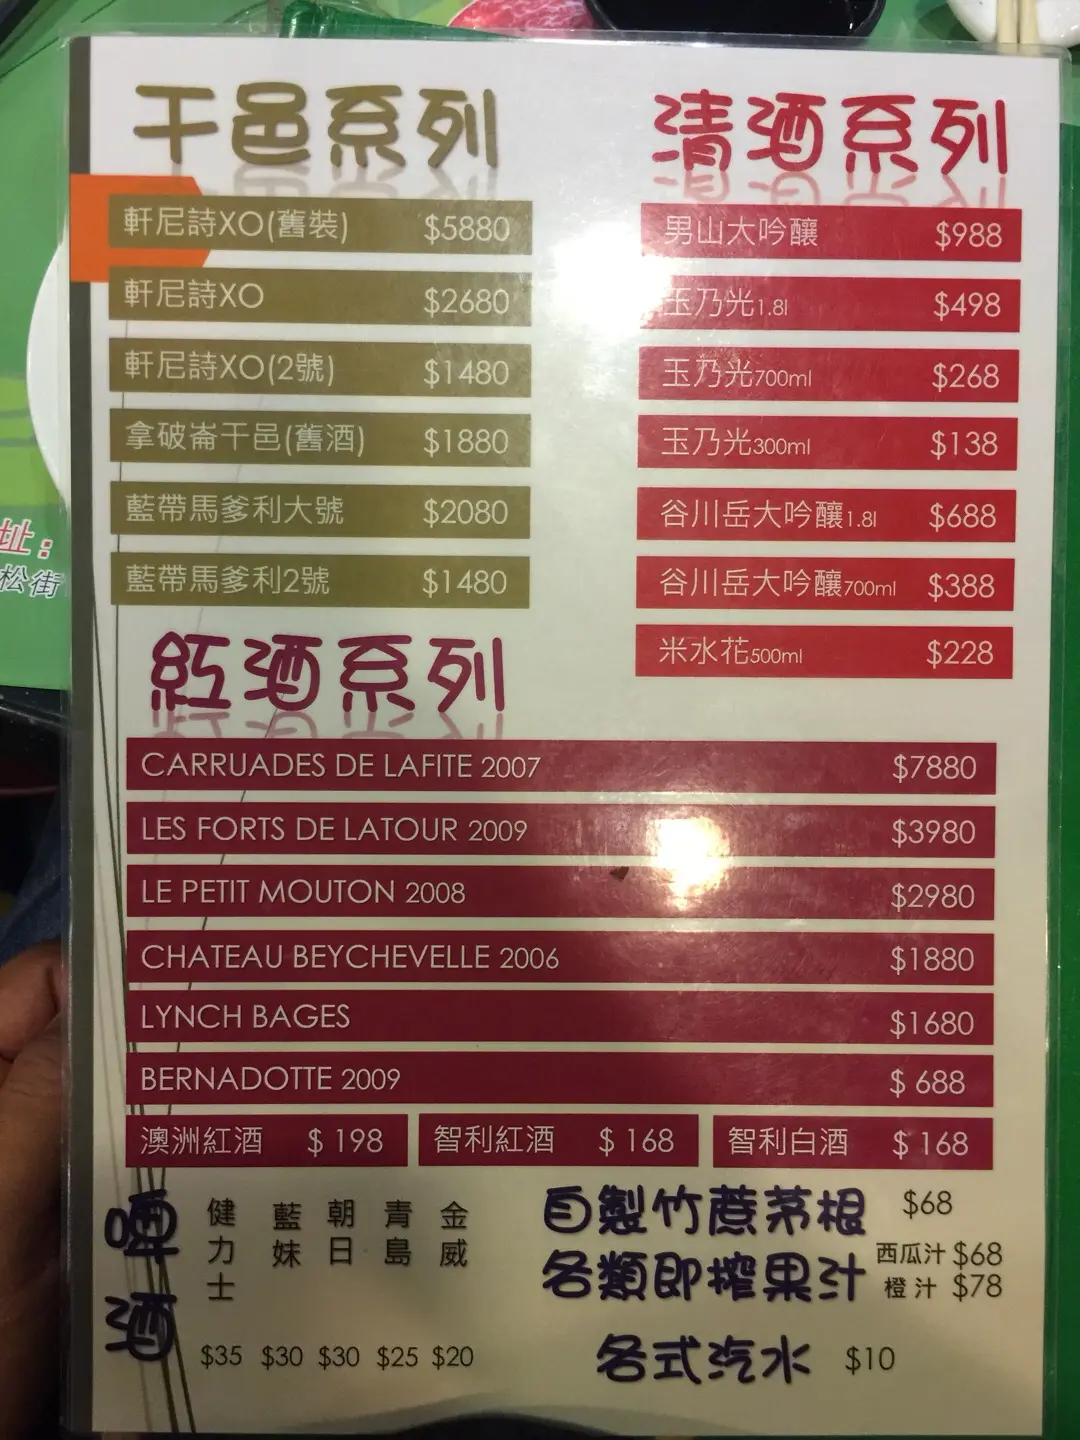 干邑系列
軒尼詩XO(舊裝) $5880
軒尼詩XO $2680
軒尼詩XO(2號) $1480
拿破崙干邑(舊酒) $1880
藍帶馬爹利大號 $2080
藍帶馬爹利2號 $1480
清酒系列
男山大吟釀 $988
玉乃光1.8l $498
玉乃光700ml $268
玉乃光300ml $138
谷川岳大吟釀1.8l $688
谷川岳大吟釀700ml $388
米水花500ml $228
紅酒系列
CARRUADES DE LAFITE 2007 $7880
LES FORTS DE LATOUR 2009 $3980
LE PETIT MOUTON 2008 $2980
CHATEAU BEYCHEVELLE 2006 $1880
LYNCH BAGES $1680
BERNADOTTE 2009 $ 688
澳洲紅酒 $ 198 智利紅酒 $ 168 智利白酒 $ 168
啤酒
健力士 $35
藍妹 $30
朝日 $30
青島 $25
金威 $20
自製竹蔗茅根 $68
各類即搾果汁 西瓜汁 $68
橙汁 $78
各式汽水 $10
址：
松街